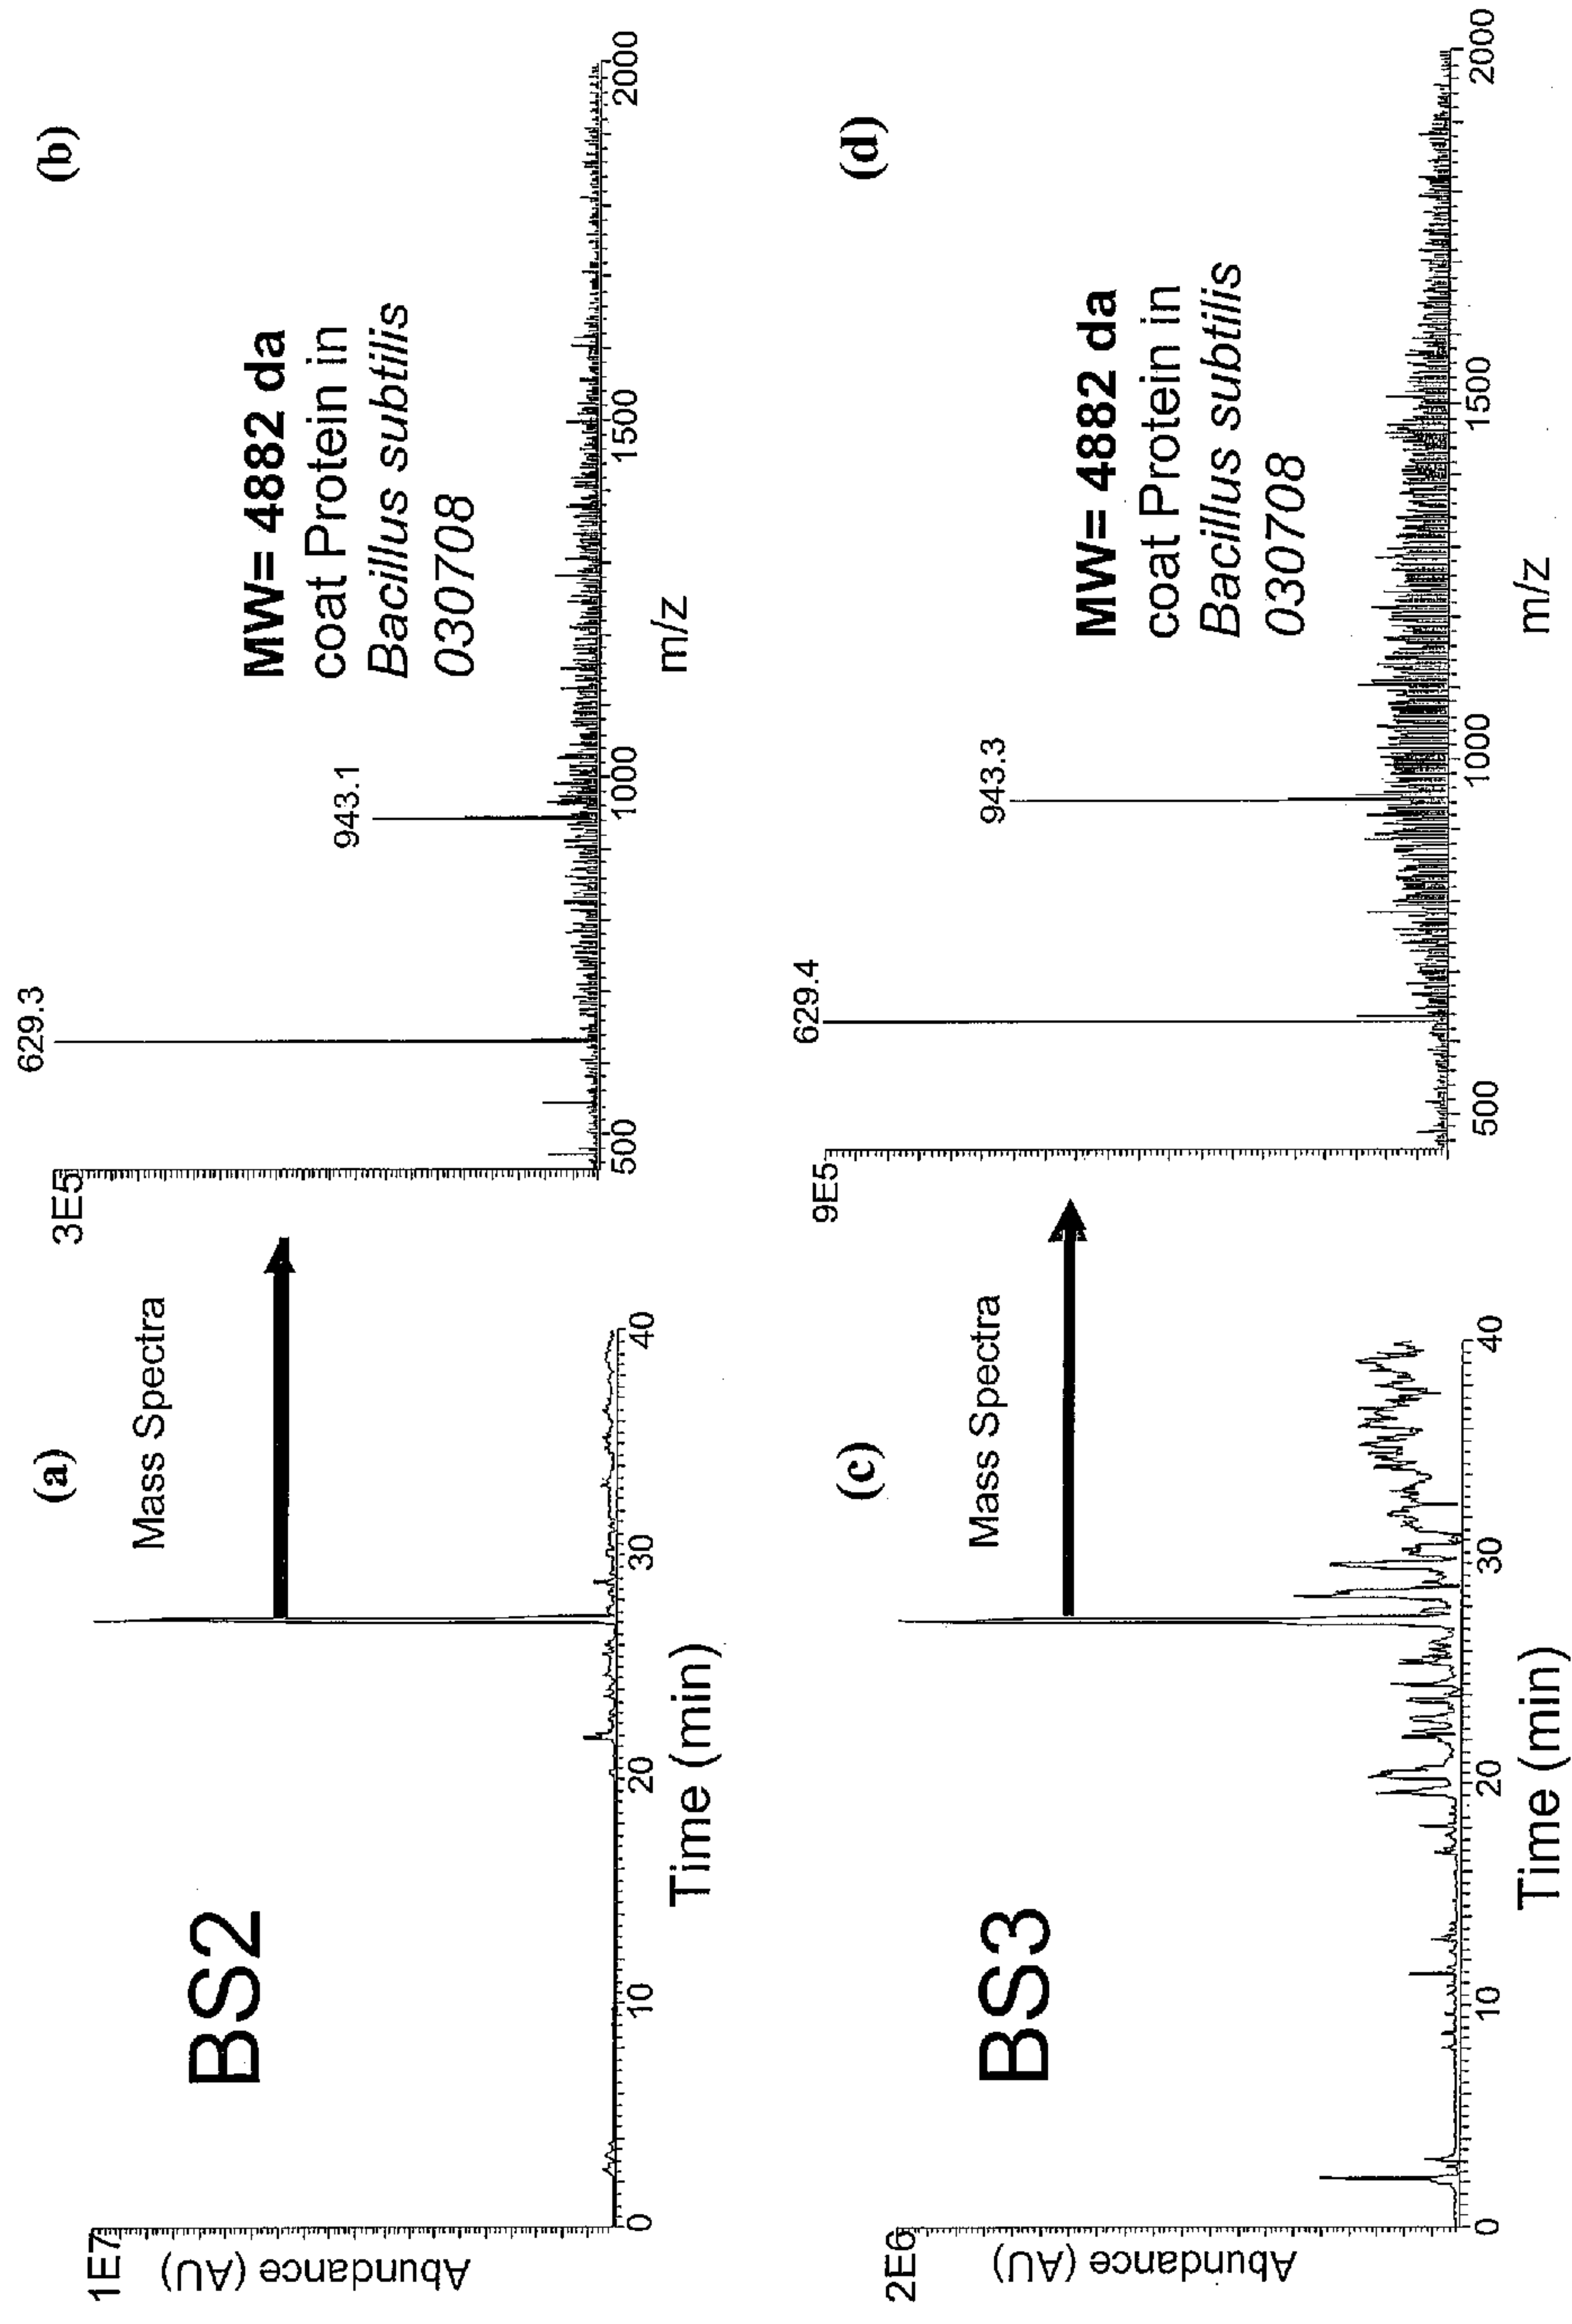 (a)
1E7
Abundance (AU)
BS2
Mass Spectra
0
10
20
30
40
Time (min)
(b)
3E5
629.3
943.1
MW= 4882 da
coat Protein in
Bacillus subtilis
030708
500
1000
1500
2000
m/z
(c)
2E6
Abundance (AU)
BS3
Mass Spectra
0
10
20
30
40
Time (min)
(d)
9E5
629.4
943.3
MW= 4882 da
coat Protein in
Bacillus subtilis
030708
500
1000
1500
2000
m/z